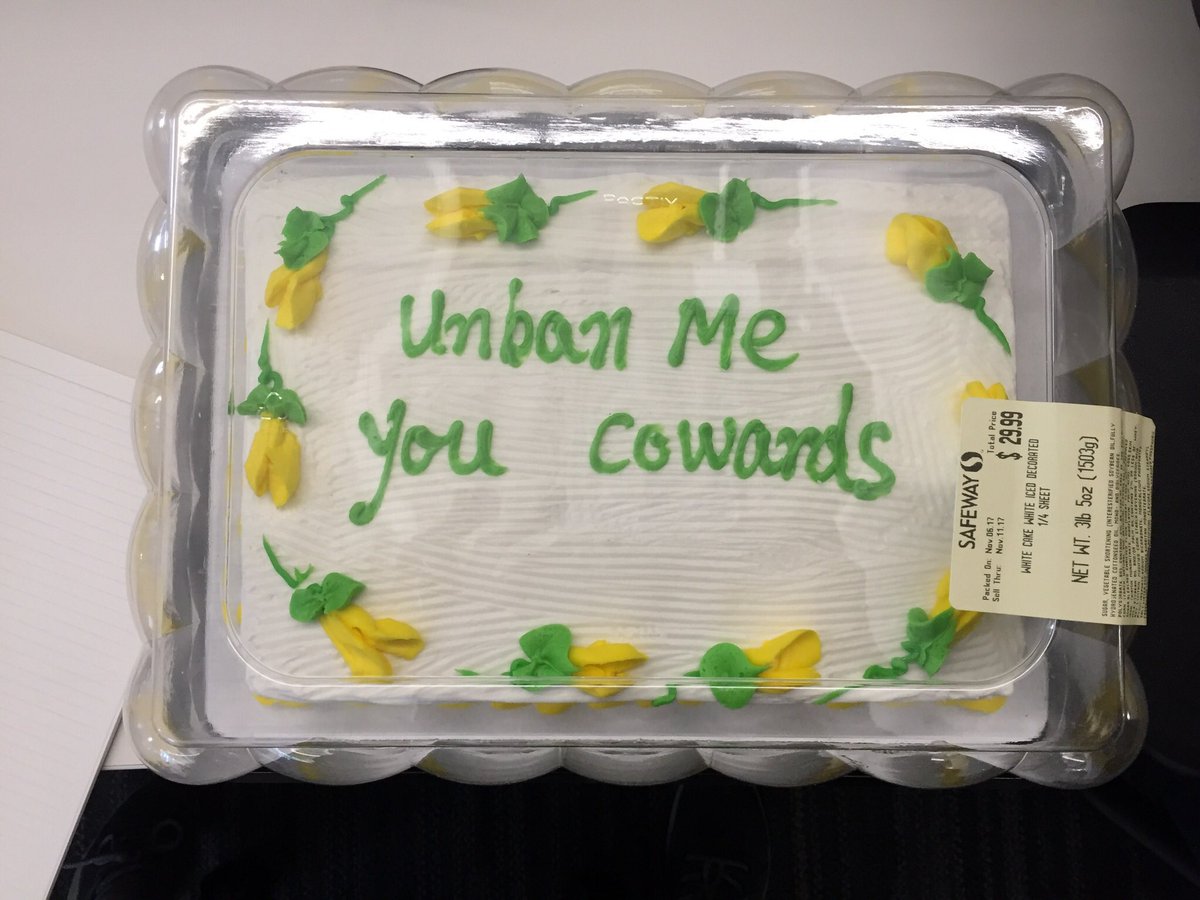 Unban Me
You Cowards
SAFEWAY
Packed On: Nov.06.17
Sell Thru: Nov.11.17
Total Price
$ 29.99
WHITE CAKE WHITE ICED DECORATED
1/4 SHEET
NET WT. 3lb 5oz (1503g)